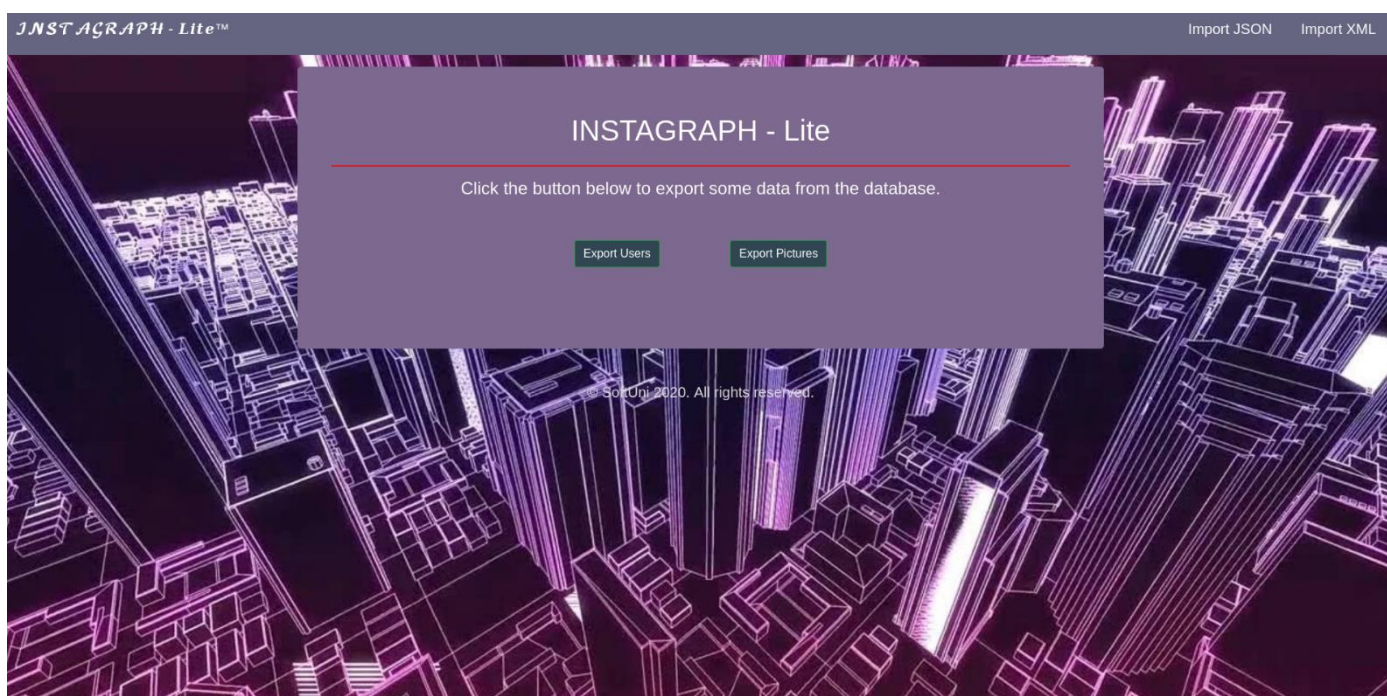 INSTAGRAPH - Lite™
Import JSON
Import XML
INSTAGRAPH - Lite
Click the button below to export some data from the database.
Export Users
Export Pictures
© SoftUni 2020. All rights reserved.